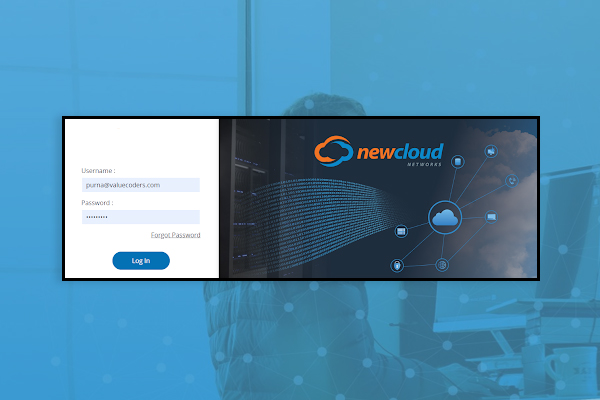 Username :
purna@valuecoders.com
Password :
•••••••••
Forgot Password
Log In
newcloud
NETWORKS